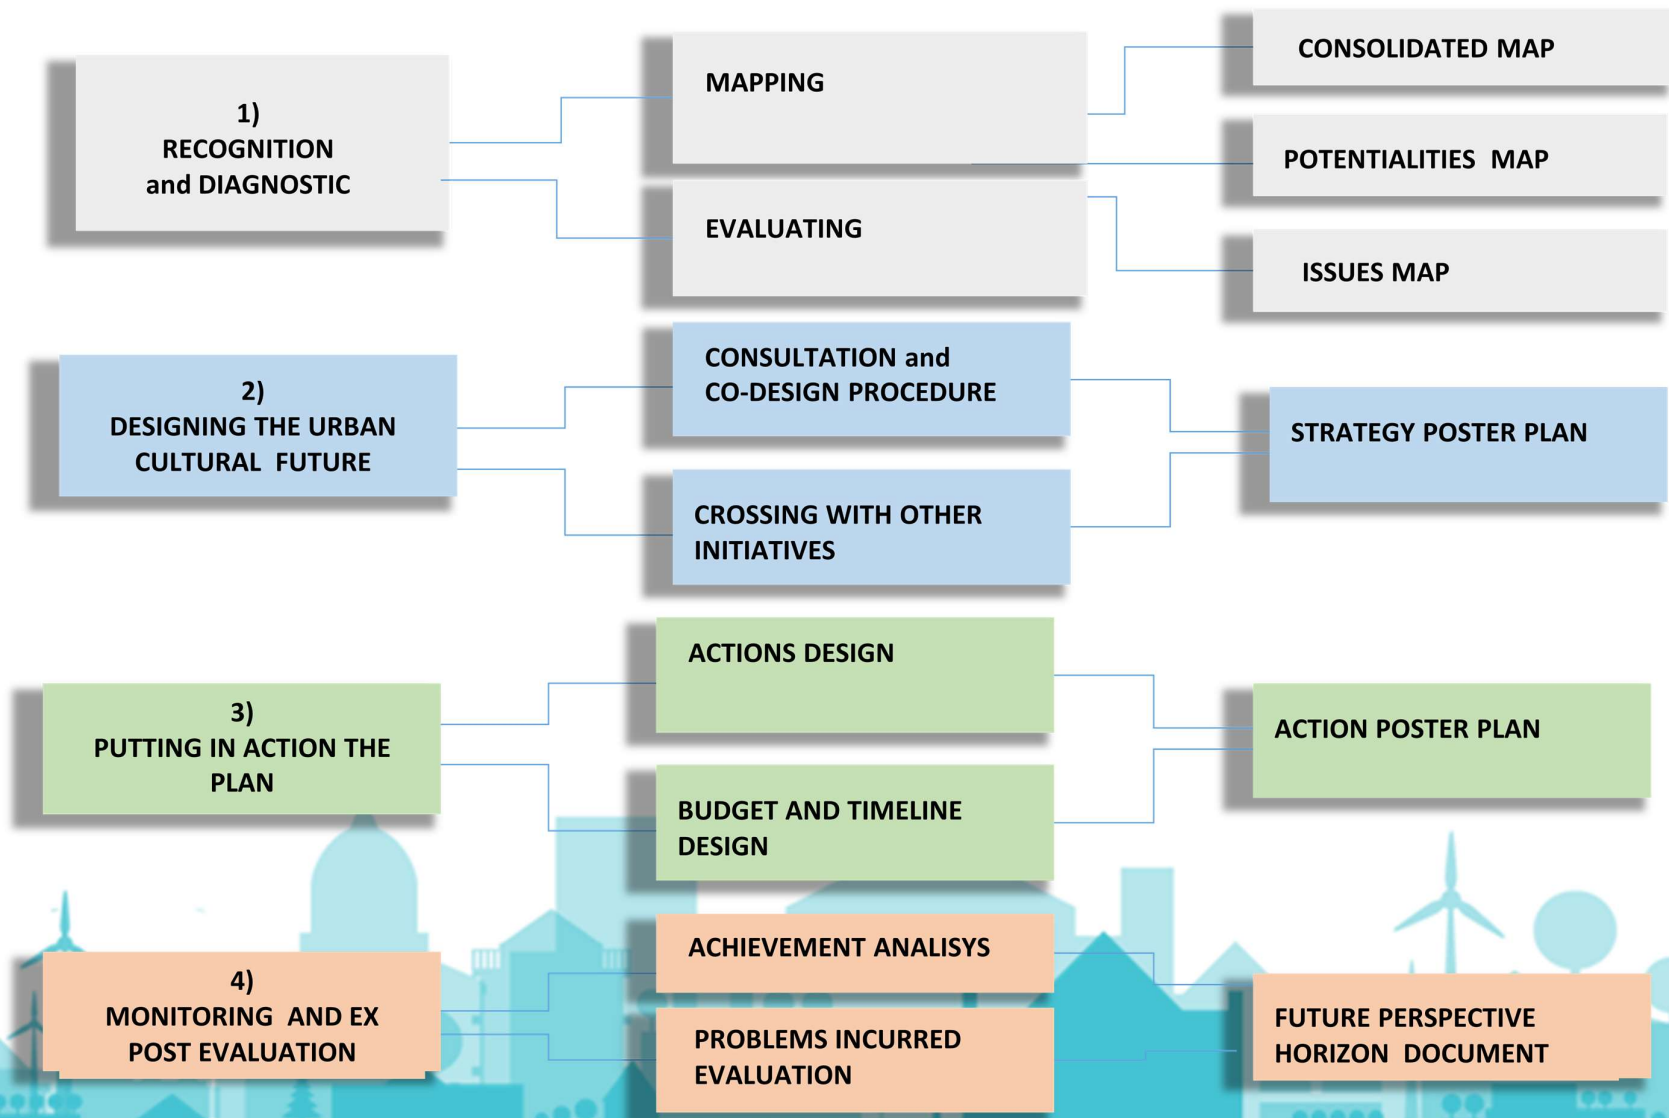 1)
RECOGNITION
and DIAGNOSTIC
MAPPING
EVALUATING
CONSOLIDATED MAP
POTENTIALITIES MAP
ISSUES MAP
2)
DESIGNING THE URBAN
CULTURAL FUTURE
CONSULTATION and
CO-DESIGN PROCEDURE
CROSSING WITH OTHER
INITIATIVES
STRATEGY POSTER PLAN
3)
PUTTING IN ACTION THE
PLAN
ACTIONS DESIGN
BUDGET AND TIMELINE
DESIGN
ACTION POSTER PLAN
4)
MONITORING AND EX
POST EVALUATION
ACHIEVEMENT ANALISYS
PROBLEMS INCURRED
EVALUATION
FUTURE PERSPECTIVE
HORIZON DOCUMENT